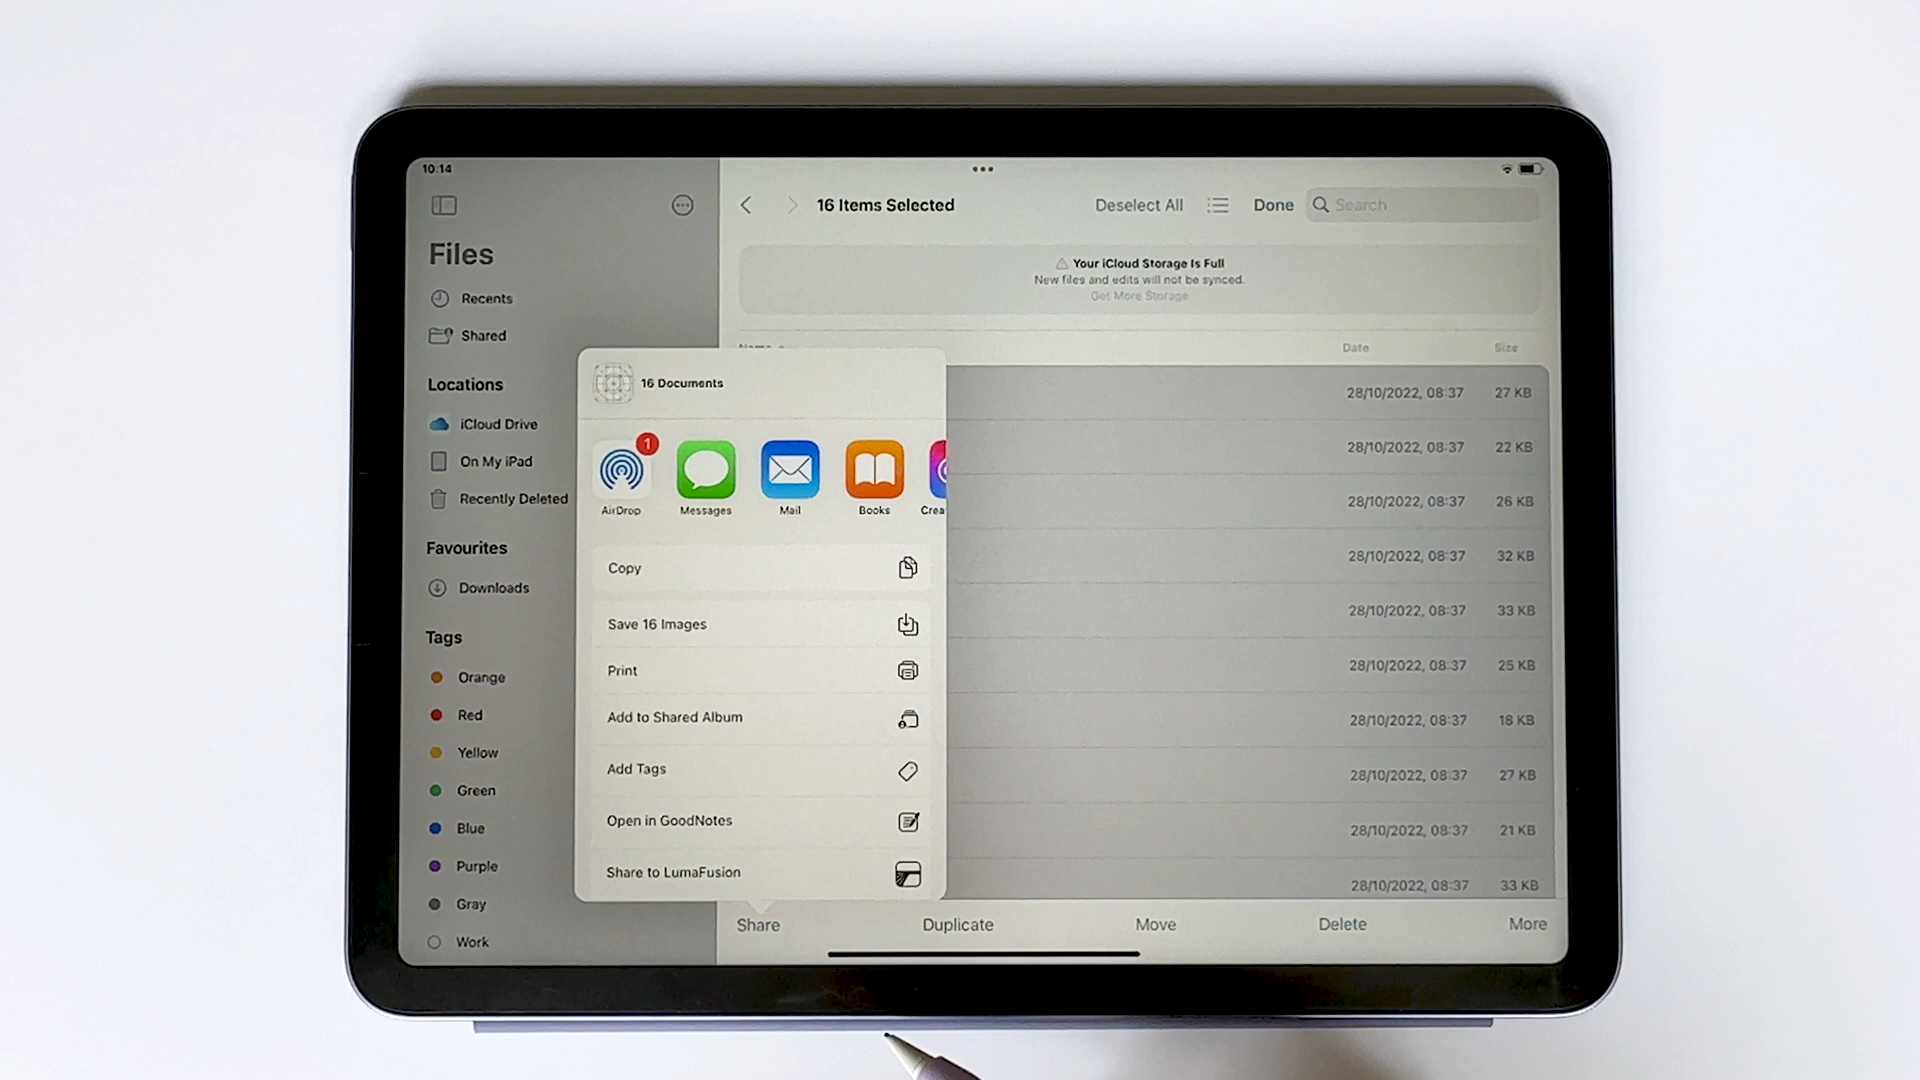 10:14
Files
Recents
Shared
Locations
iCloud Drive
On My iPad
Recently Deleted
Favourites
Downloads
Tags
Orange
Red
Yellow
Green
Blue
Purple
Gray
Work
16 Items Selected
Deselect All
Done
Search
Your iCloud Storage Is Full
New files and edits will not be synced.
Get More Storage
Name
Date
Size
28/10/2022, 08:37 27 KB
28/10/2022, 08:37 22 KB
28/10/2022, 08:37 26 KB
28/10/2022, 08:37 32 KB
28/10/2022, 08:37 33 KB
28/10/2022, 08:37 25 KB
28/10/2022, 08:37 18 KB
28/10/2022, 08:37 27 KB
28/10/2022, 08:37 21 KB
28/10/2022, 08:37 33 KB
16 Documents
1
AirDrop
Messages
Mail
Books
Crea
Copy
Save 16 Images
Print
Add to Shared Album
Add Tags
Open in GoodNotes
Share to LumaFusion
Share
Duplicate
Move
Delete
More